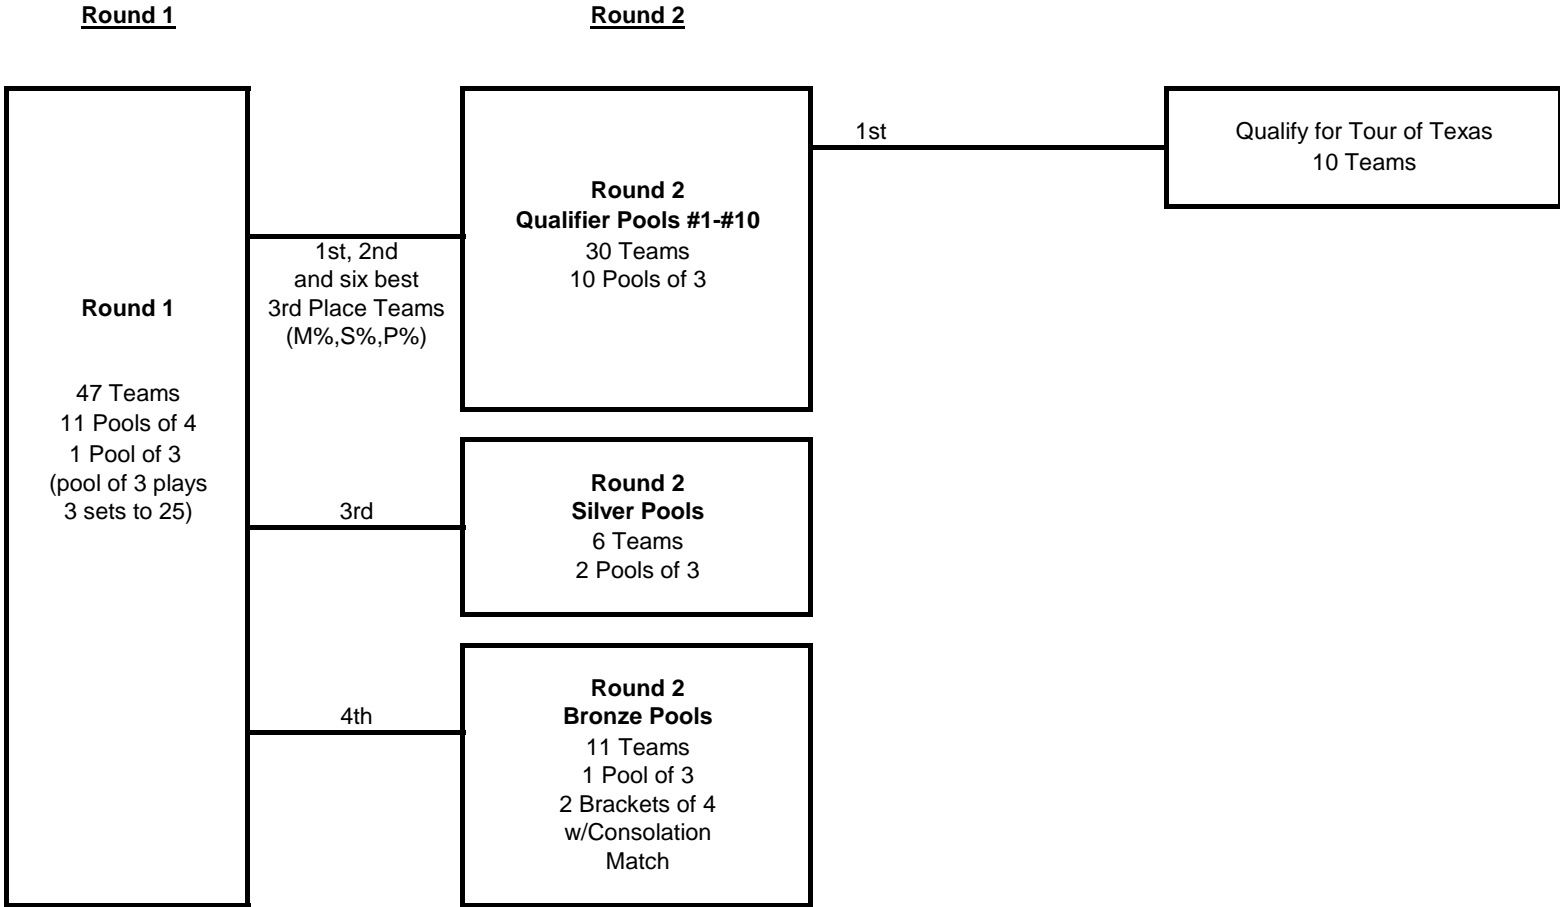 Round 1
Round 2
Round 1
47 Teams
11 Pools of 4
1 Pool of 3
(pool of 3 plays
3 sets to 25)
1st, 2nd
and six best
3rd Place Teams
(M%,S%,P%)
3rd
4th
Round 2
Qualifier Pools #1-#10
30 Teams
10 Pools of 3
Round 2
Silver Pools
6 Teams
2 Pools of 3
Round 2
Bronze Pools
11 Teams
1 Pool of 3
2 Brackets of 4
w/Consolation
Match
1st
Qualify for Tour of Texas
10 Teams